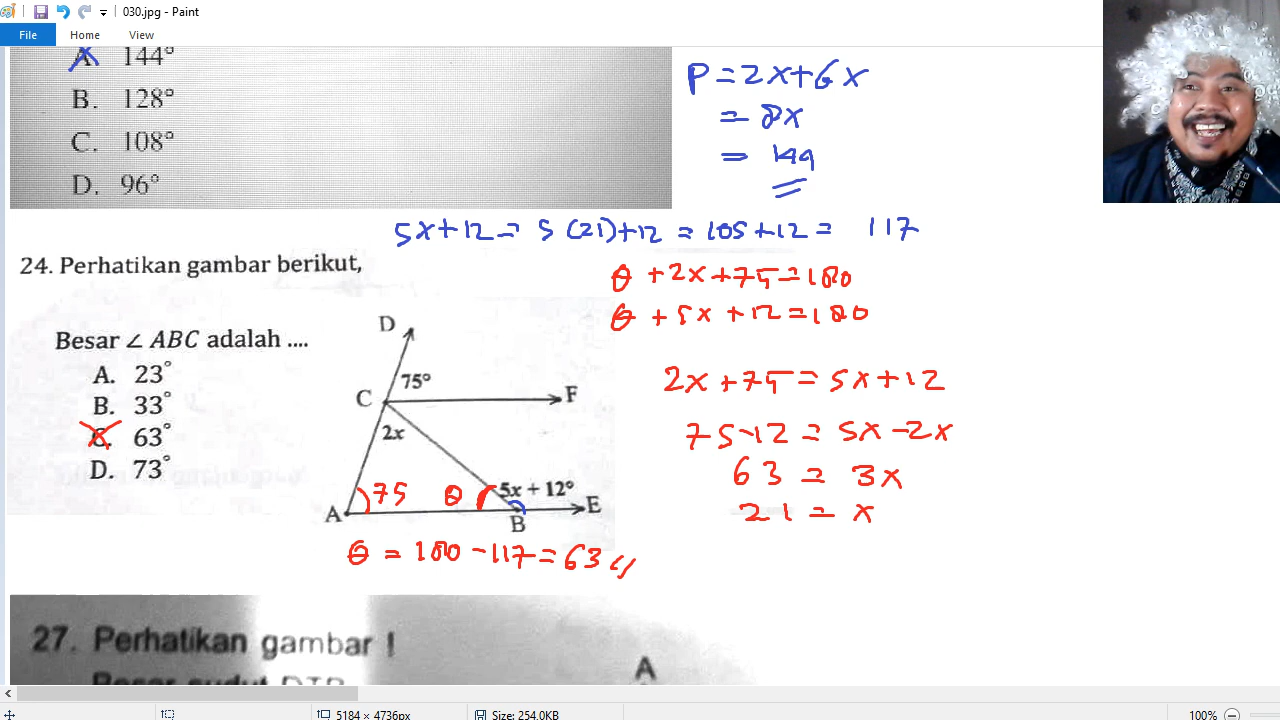 030.jpg - Paint
File Home View
A. 144°
B. 128°
C. 108°
D. 96°
P = 2x + 6x
= 8x
= 144
5x + 12 = 5 (21) + 12 = 105 + 12 = 117
24. Perhatikan gambar berikut,
θ + 2x + 75 = 180
θ + 5x + 12 = 180
Besar ∠ ABC adalah ....
A. 23°
B. 33°
C. 63°
D. 73°
D
75°
C
F
2x
75
θ
5x + 12°
A
B
E
θ = 180 - 117 = 63
2x + 75 = 5x + 12
75 - 12 = 5x - 2x
63 = 3x
21 = x
27. Perhatikan gambar !
Besar sudut
A
5184 × 4736px
Size: 254.0KB
100%